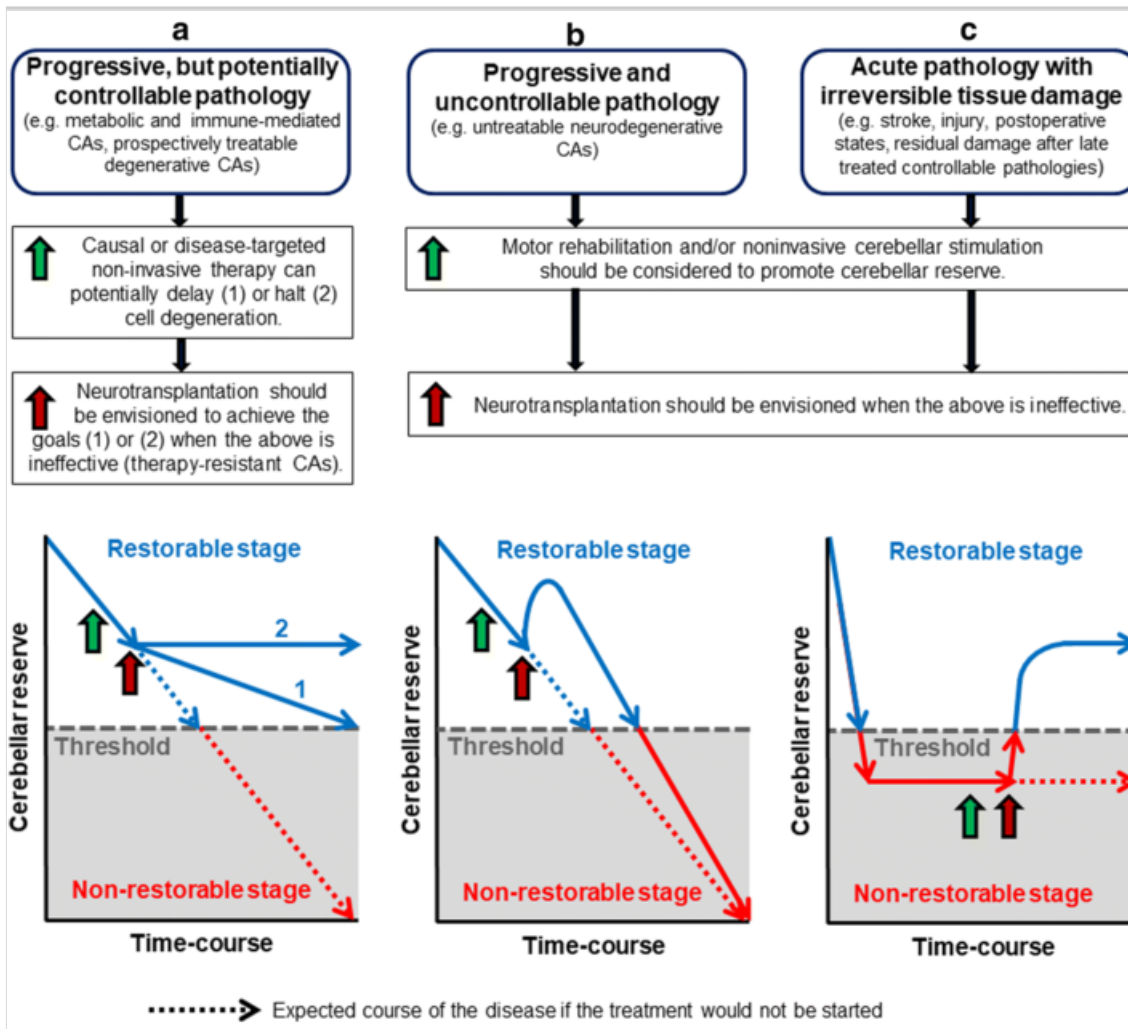 a
Progressive, but potentially
controllable pathology
(e.g. metabolic and immune-mediated
CAs, prospectively treatable
degenerative CAs)
b
Progressive and
uncontrollable pathology
(e.g. untreatable neurodegenerative
CAs)
c
Acute pathology with
irreversible tissue damage
(e.g. stroke, injury, postoperative
states, residual damage after late
treated controllable pathologies)
Causal or disease-targeted
non-invasive therapy can
potentially delay (1) or halt (2)
cell degeneration.
Motor rehabilitation and/or noninvasive cerebellar stimulation
should be considered to promote cerebellar reserve.
Neurotransplantation should
be envisioned to achieve the
goals (1) or (2) when the above is
ineffective (therapy-resistant CAs).
Neurotransplantation should be envisioned when the above is ineffective.
Cerebellar reserve
Restorable stage
2
1
Threshold
Non-restorable stage
Time-course
Cerebellar reserve
Restorable stage
Threshold
Non-restorable stage
Time-course
Cerebellar reserve
Restorable stage
Threshold
Non-restorable stage
Time-course
Expected course of the disease if the treatment would not be started